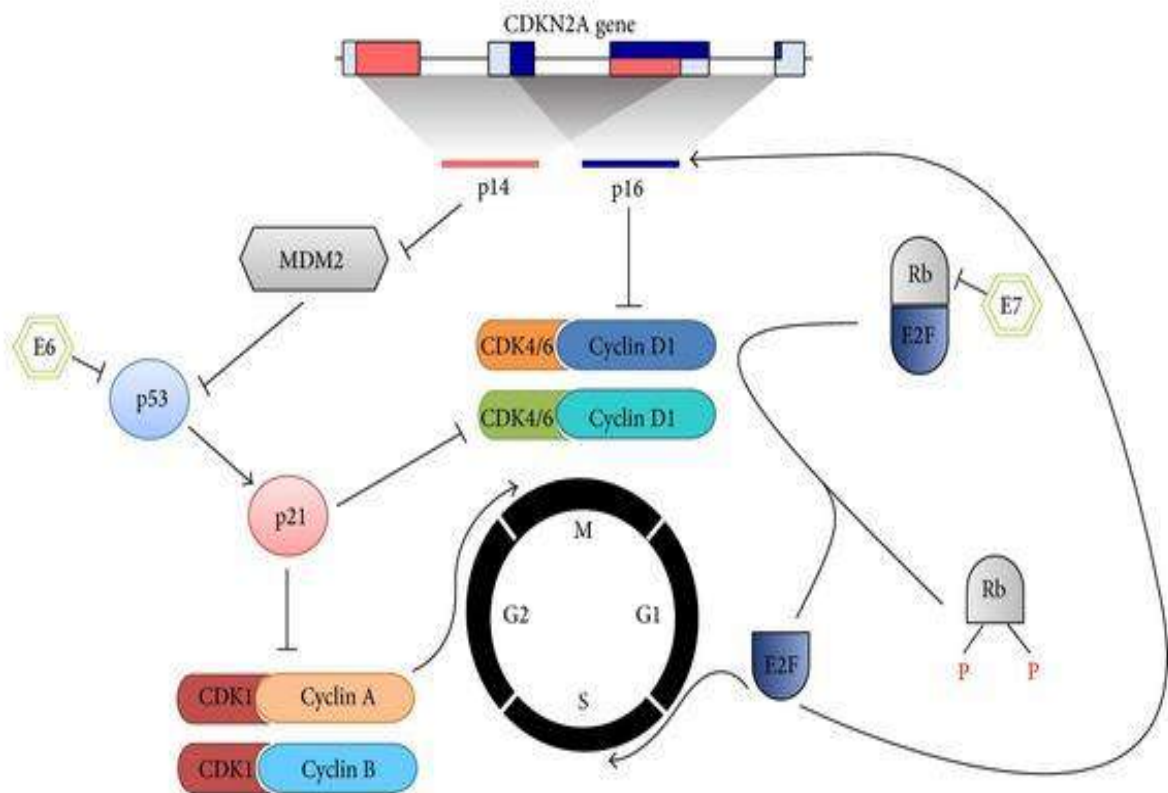 CDKN2A gene
p14
p16
MDM2
Rb
E7
E6
E2F
CDK4/6 Cyclin D1
p53
CDK4/6 Cyclin D1
p21
M
Rb
G2
G1
E2F
P
P
CDK1 Cyclin A
S
CDK1 Cyclin B